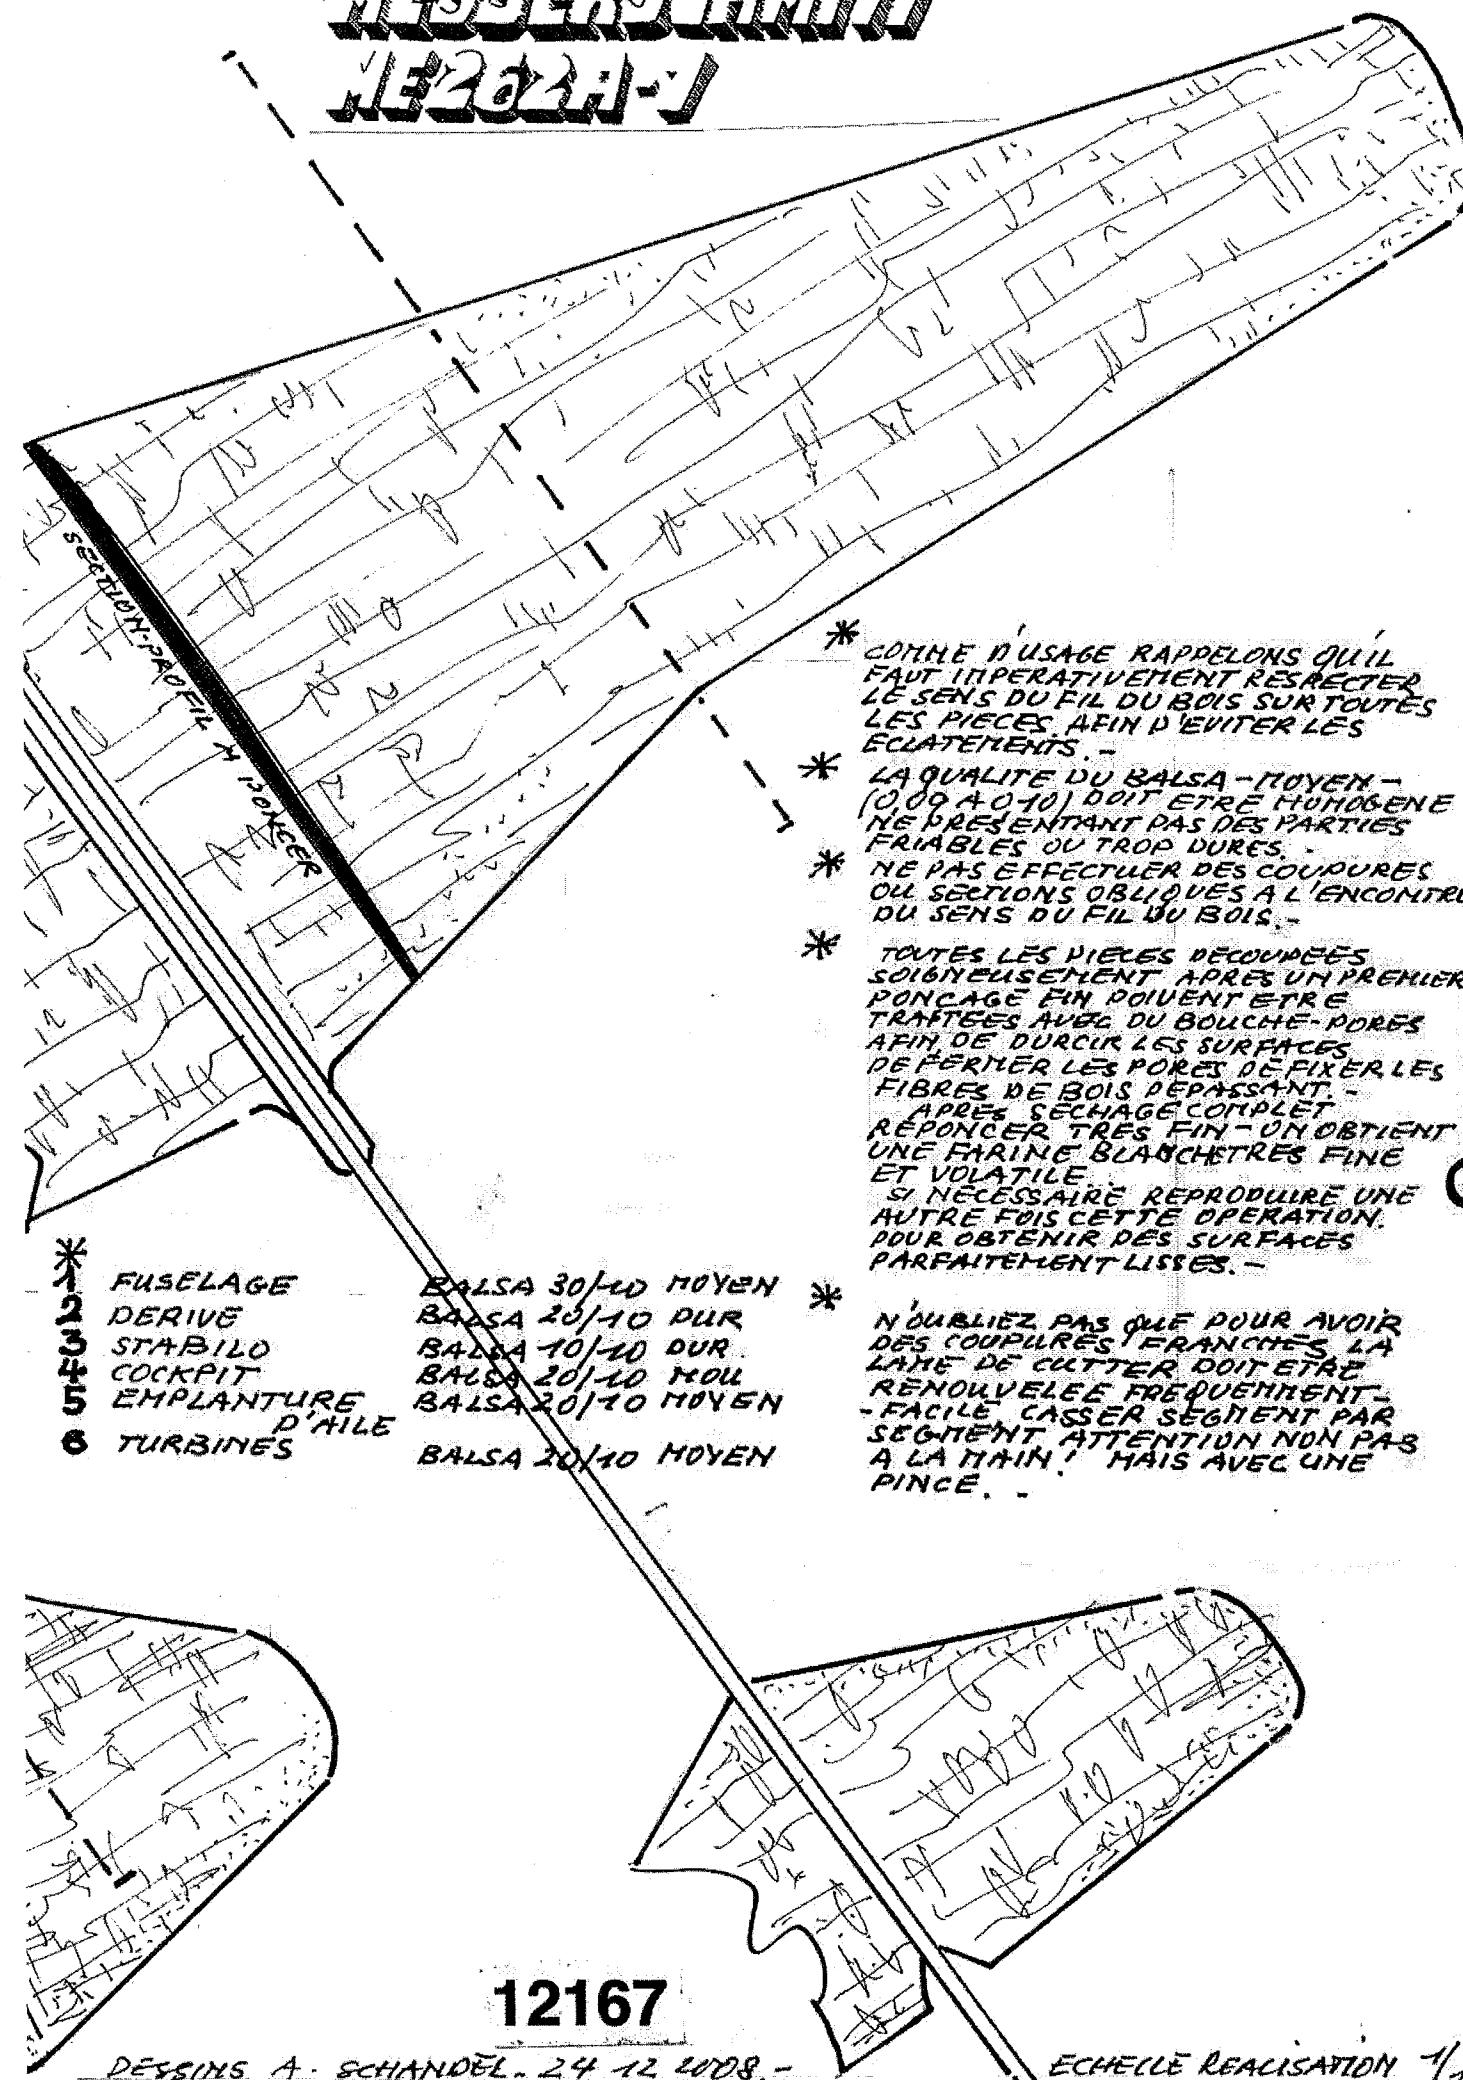 MESSERSCHMITT
ME262A-1
SECTION-PROFIL A PONCER
* COMME D'USAGE RAPPELONS QU'IL
FAUT IMPERATIVEMENT RESPECTER
LE SENS DU FIL DU BOIS SUR TOUTES
LES PIECES AFIN D'EVITER LES
ECLATEMENTS.-
* LA QUALITE DU BALSA-MOYEN-
(0,09 A 0-10) DOIT ETRE HOMOGENE
NE PRESENTANT PAS DES PARTIES
FRIABLES OU TROP DURES.-
* NE PAS EFFECTUER DES COUPURES
OU SECTIONS OBLIQUES A L'ENCONTRE
DU SENS DU FIL DU BOIS.-
* TOUTES LES PIECES DECOUPEES
SOIGNEUSEMENT APRES UN PREMIER
PONCAGE FIN POIVENT ETRE
TRAITEES AVEC DU BOUCHE-PORES
AFIN DE DURCIR LES SURFACES
DE FERMER LES PORES DE FIXER LES
FIBRES DE BOIS DEPASSANT.-
APRES SECHAGE COMPLET
REPONCER TRES FIN-ON OBTIENT
UNE FARINE BLANCHETRES FINE
ET VOLATILE
SI NECESSAIRE REPRODUIRE UNE
AUTRE FOIS CETTE OPERATION.
POUR OBTENIR DES SURFACES
PARFAITEMENT LISSES.-
* N'OUBLIEZ PAS QUE POUR AVOIR
DES COUPURES FRANCHES LA
LAME DE CUTTER DOIT ETRE
RENOUVELEE FREQUEMMENT-
-FACILE, CASSER SEGMENT PAR
SEGMENT ATTENTION NON PAS
A LA MAIN! MAIS AVEC UNE
PINCE.-
*
1 FUSELAGE BALSA 30/10 MOYEN
2 DERIVE BALSA 20/10 DUR
3 STABILO BALSA 10/10 DUR.
4 COCKPIT BALSA 20/10 MOU
5 EMPLANTURE BALSA 20/10 MOYEN
D'AILE
6 TURBINES BALSA 20/10 MOYEN
12167
DESSINS A. SCHANDEL. 24 12 2008.-
ECHELLE REALISATION 1/